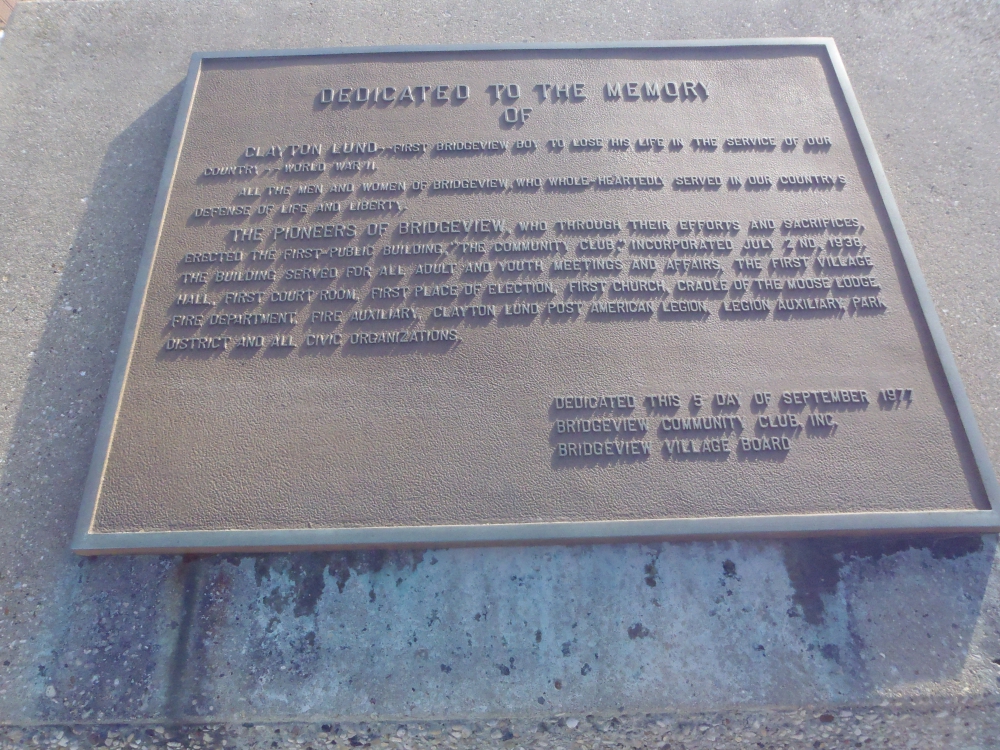 DEDICATED TO THE MEMORY
OF
CLAYTON LUND, FIRST BRIDGEVIEW BOY TO LOSE HIS LIFE IN THE SERVICE OF OUR
COUNTRY - WORLD WAR II.
ALL THE MEN AND WOMEN OF BRIDGEVIEW, WHO WHOLE-HEARTEDL SERVED IN OUR COUNTRY'S
DEFENSE OF LIFE AND LIBERTY.
THE PIONEERS OF BRIDGEVIEW, WHO THROUGH THEIR EFFORTS AND SACRIFICES,
ERECTED THE FIRST PUBLIC BUILDING, "THE COMMUNITY CLUB," INCORPORATED JULY 2ND, 1938.
THE BUILDING SERVED FOR ALL ADULT AND YOUTH MEETINGS AND AFFAIRS, THE FIRST VILLAGE
HALL, FIRST COURT ROOM, FIRST PLACE OF ELECTION, FIRST CHURCH, CRADLE OF THE MOOSE LODGE,
FIRE DEPARTMENT, FIRE AUXILIARY, CLAYTON LUND POST AMERICAN LEGION, LEGION AUXILIARY, PARK
DISTRICT AND ALL CIVIC ORGANIZATIONS.
DEDICATED THIS 5 DAY OF SEPTEMBER 1977
BRIDGEVIEW COMMUNITY CLUB, INC.
BRIDGEVIEW VILLAGE BOARD